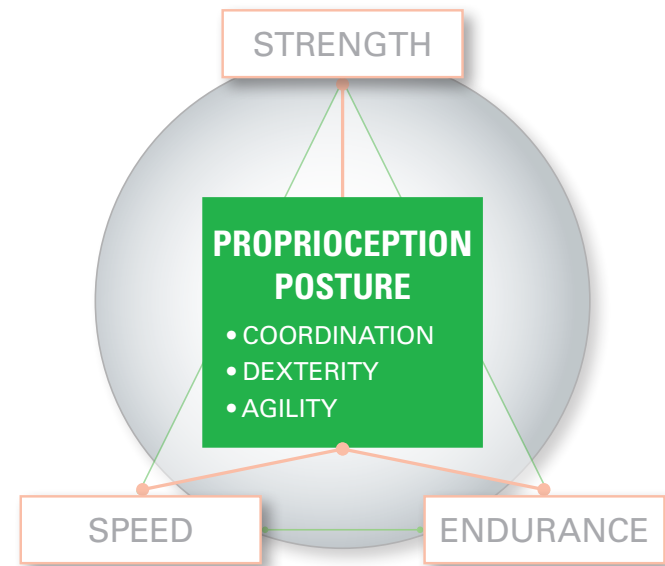 STRENGTH
PROPRIOCEPTION
POSTURE
• COORDINATION
• DEXTERITY
• AGILITY
SPEED
ENDURANCE